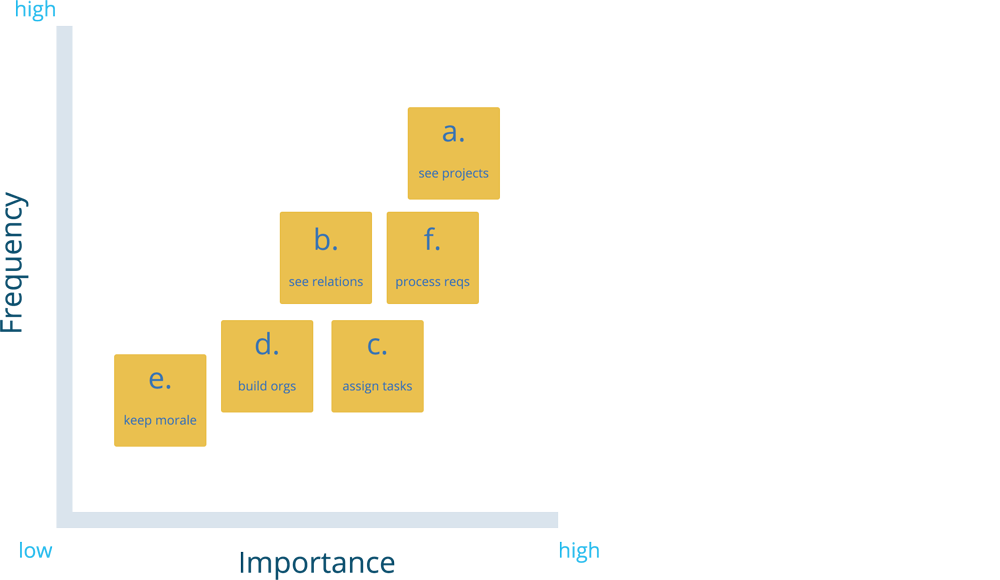 high
Frequency
a.
see projects
b.
see relations
f.
process reqs
d.
build orgs
c.
assign tasks
e.
keep morale
low
Importance
high